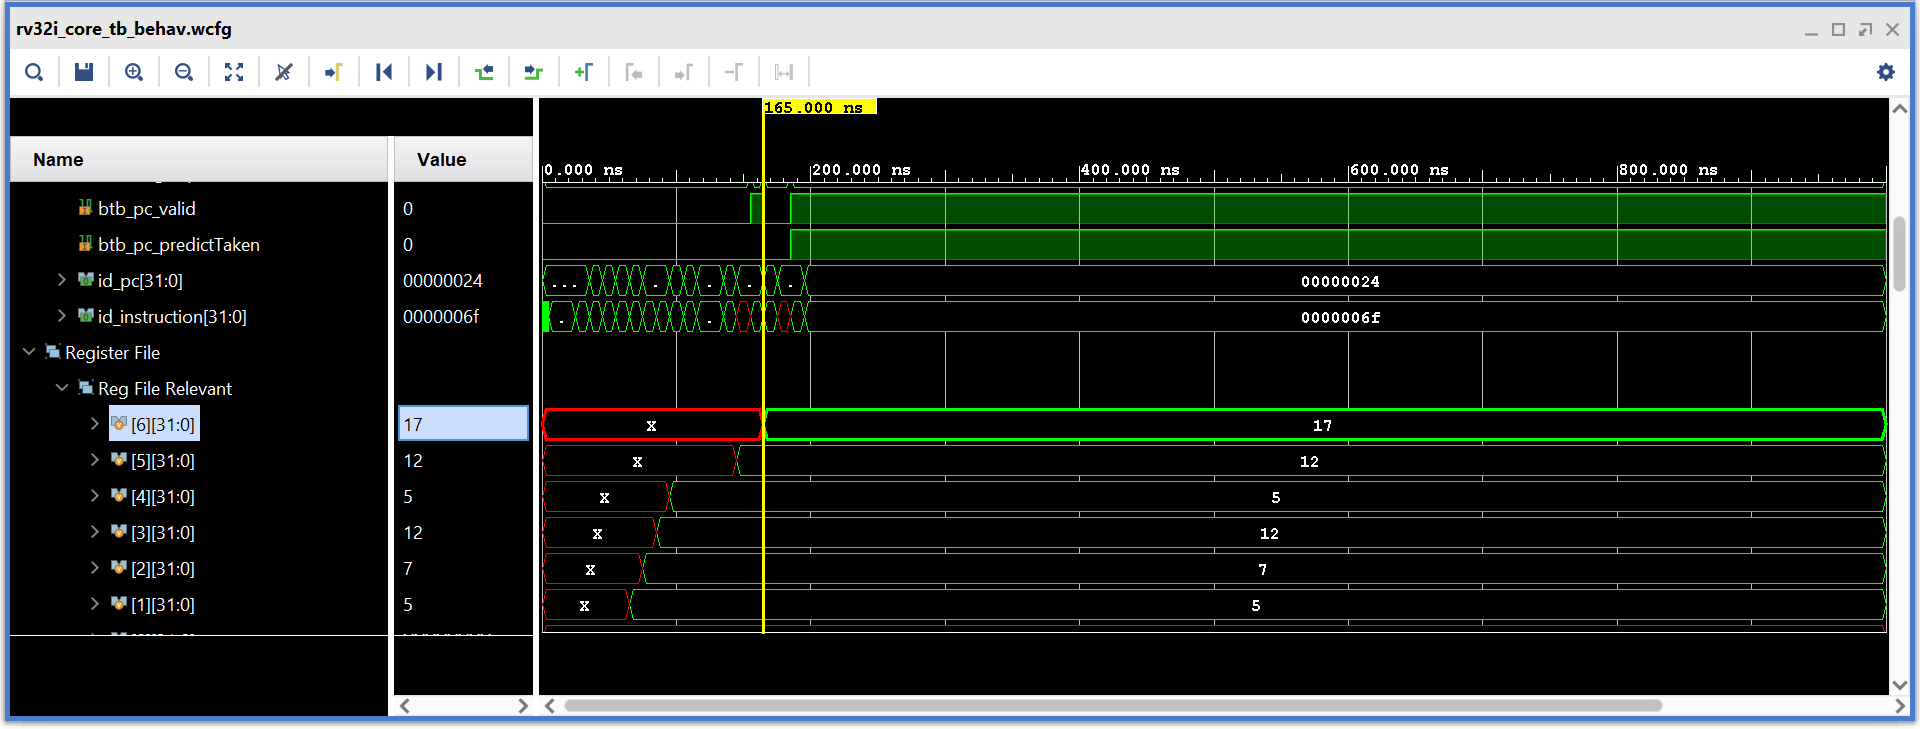 rv32i_core_tb_behav.wcfg
165.000 ns
Name Value
0.000 ns 200.000 ns 400.000 ns 600.000 ns 800.000 ns
btb_pc_valid 0
btb_pc_predictTaken 0
id_pc[31:0] 00000024 ... . . . . 00000024
id_instruction[31:0] 0000006f . . 0000006f
Register File
Reg File Relevant
[6][31:0] 17 X 17
[5][31:0] 12 X 12
[4][31:0] 5 X 5
[3][31:0] 12 X 12
[2][31:0] 7 X 7
[1][31:0] 5 X 5